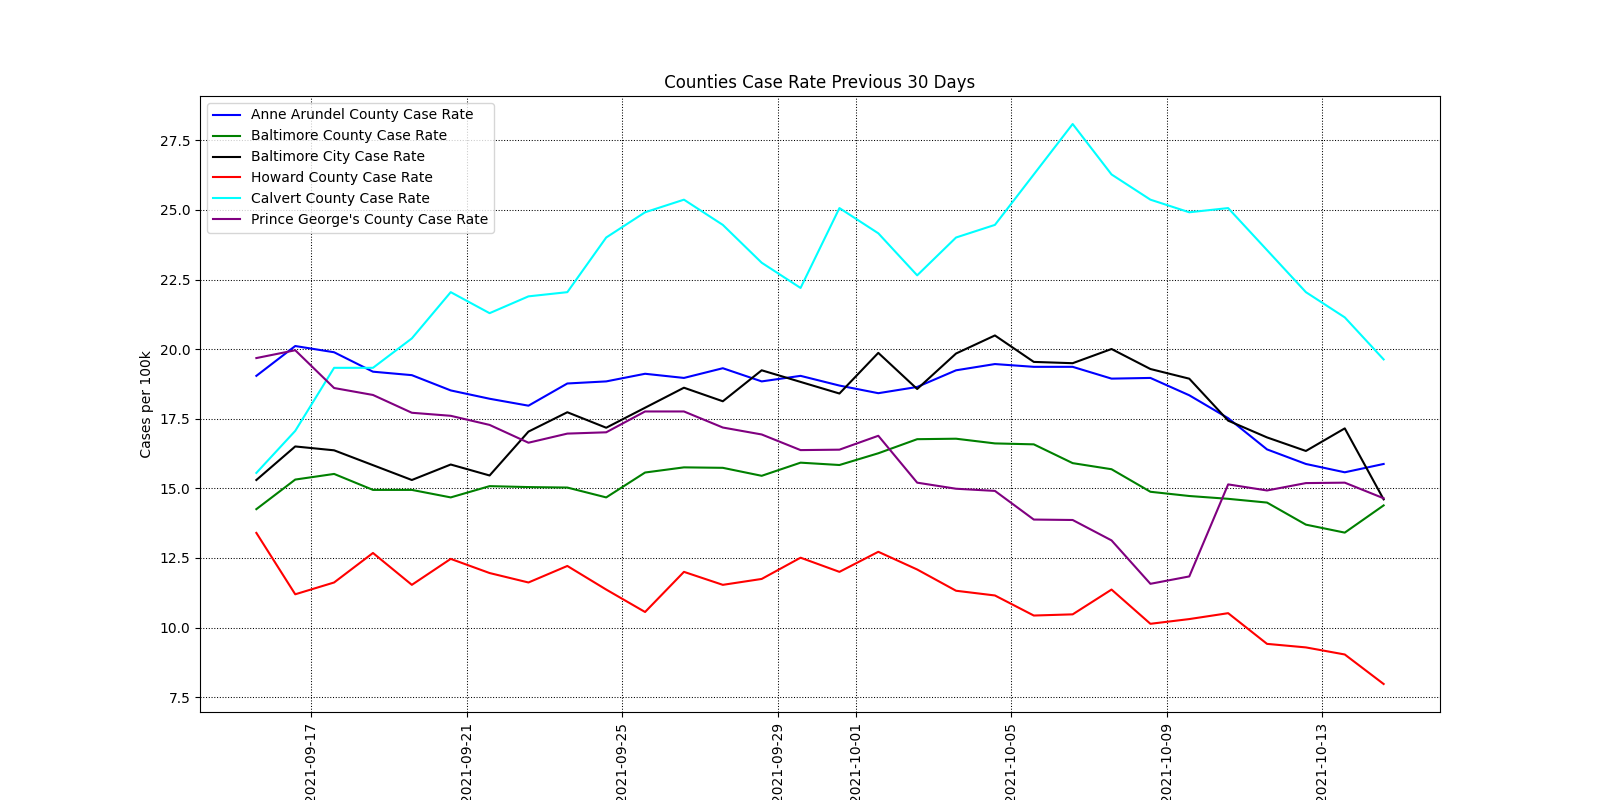 Counties Case Rate Previous 30 Days
Anne Arundel County Case Rate
Baltimore County Case Rate
Baltimore City Case Rate
Howard County Case Rate
Calvert County Case Rate
Prince George's County Case Rate
Cases per 100k
27.5
25.0
22.5
20.0
17.5
15.0
12.5
10.0
7.5
2021-09-17
2021-09-21
2021-09-25
2021-09-29
2021-10-01
2021-10-05
2021-10-09
2021-10-13